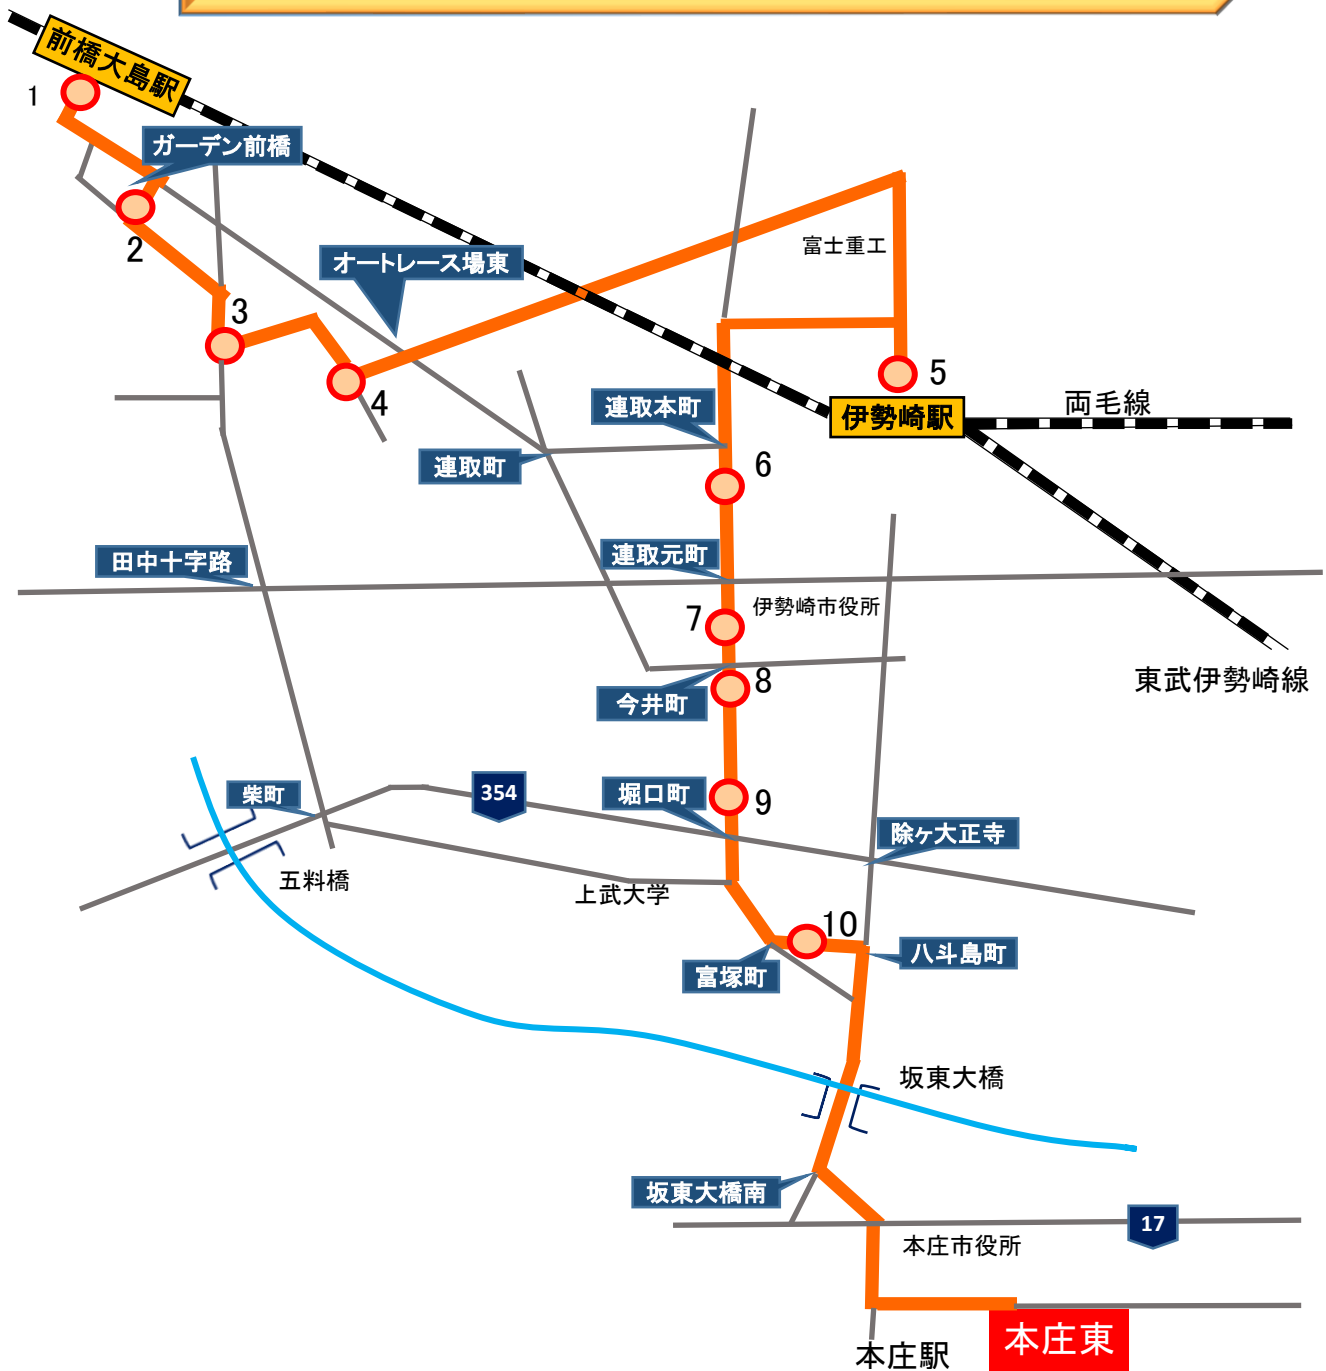 前橋大島駅
1
ガーデン前橋
2
オートレース場東
富士重工
3
4
5
連取本町
伊勢崎駅
両毛線
連取町
6
田中十字路
連取元町
伊勢崎市役所
7
8
今井町
東武伊勢崎線
柴町
354
堀口町
9
除ヶ大正寺
五料橋
上武大学
10
富塚町
八斗島町
坂東大橋
坂東大橋南
17
本庄市役所
本庄東
本庄駅